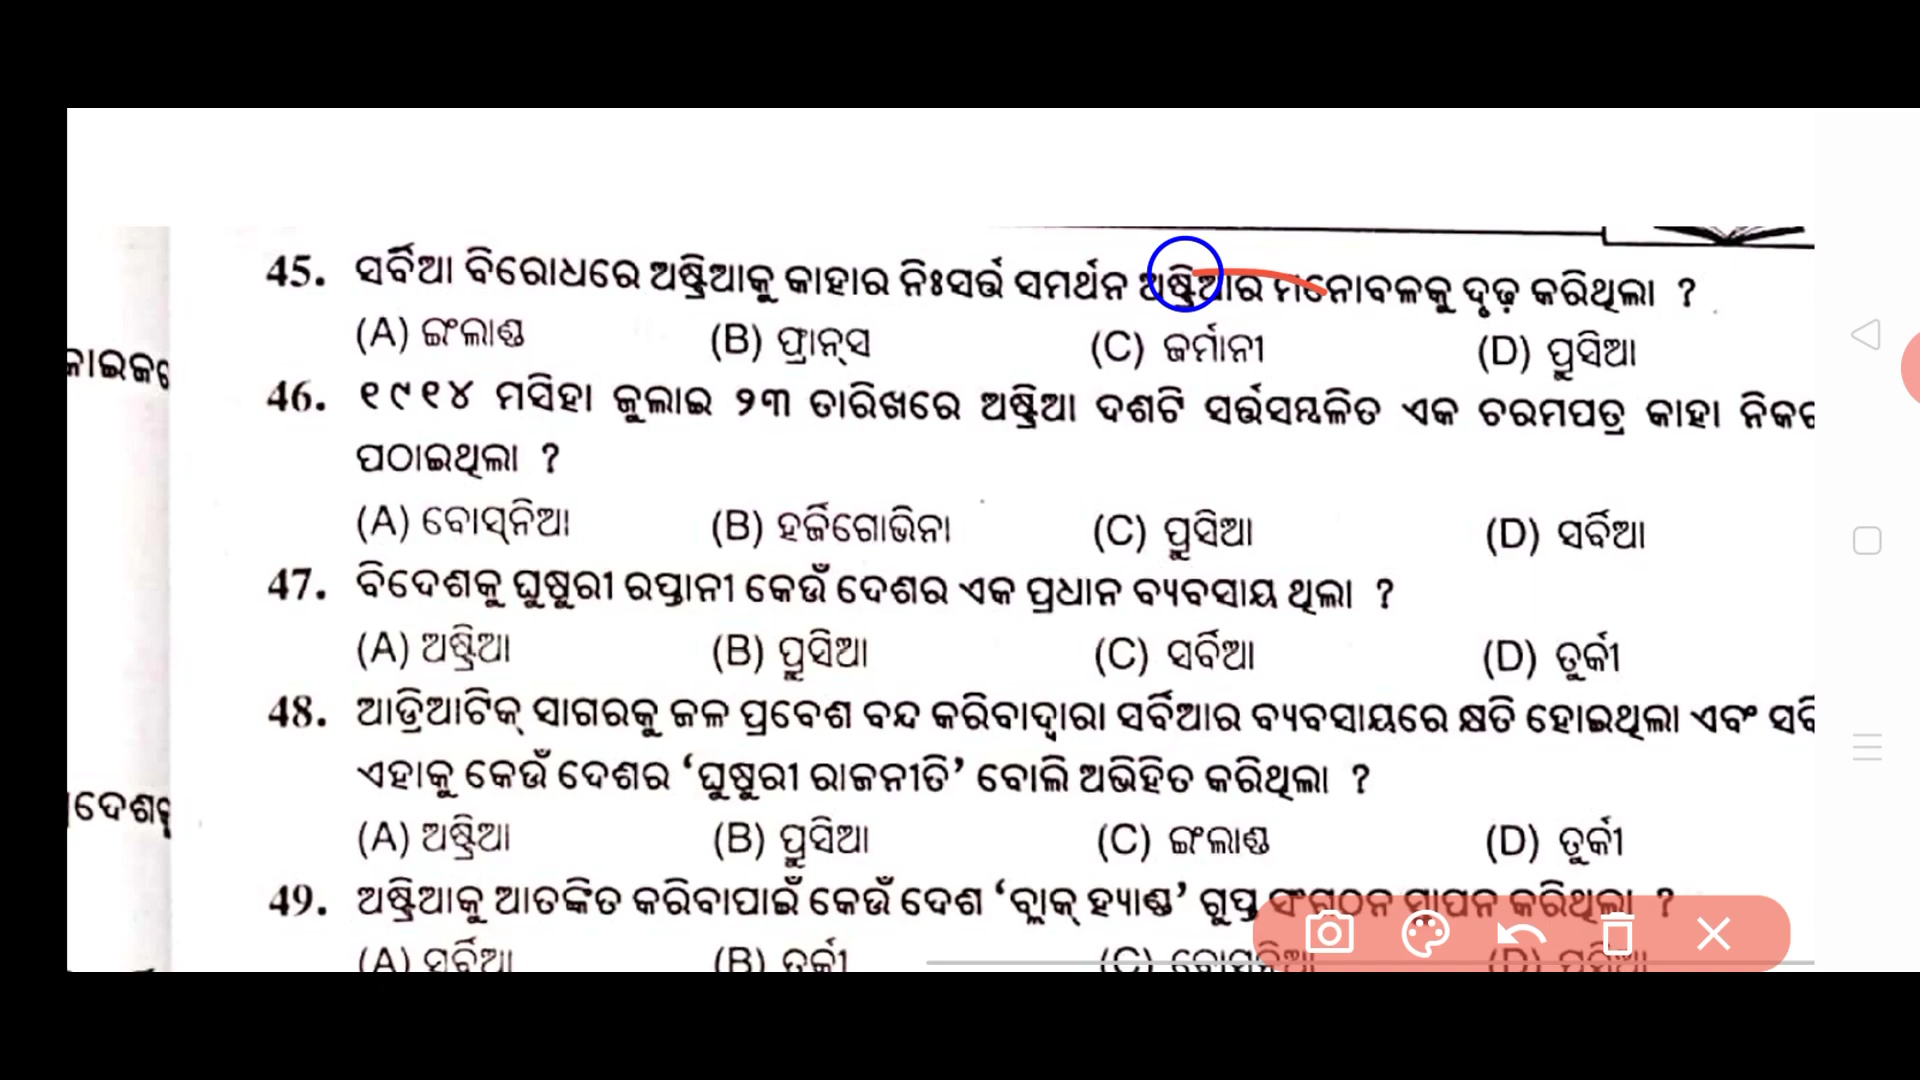 45. ସର୍ବିଆ ବିରୋଧରେ ଅଷ୍ଟ୍ରିଆକୁ କାହାର ନିଃସର୍ତ୍ତ ସମର୍ଥନ ଅଷ୍ଟ୍ରିଆର ମନୋବଳକୁ ଦୃଢ଼ କରିଥିଲା ?
(A) ଇଂଲାଣ୍ଡ (B) ଫ୍ରାନ୍‌ସ (C) ଜର୍ମାନୀ (D) ପ୍ରୁସିଆ
46. ୧୯୧୪ ମସିହା ଜୁଲାଇ ୨୩ ତାରିଖରେ ଅଷ୍ଟ୍ରିଆ ଦଶଟି ସର୍ତ୍ତସମ୍ବଳିତ ଏକ ଚରମପତ୍ର କାହା
ପଠାଇଥିଲା ?
(A) ବୋସ୍‌ନିଆ (B) ହର୍ଜିଗୋଭିନା (C) ପ୍ରୁସିଆ (D) ସର୍ବିଆ
47. ବିଦେଶକୁ ଘୁଷୁରୀ ରପ୍ତାନୀ କେଉଁ ଦେଶର ଏକ ପ୍ରଧାନ ବ୍ୟବସାୟ ଥିଲା ?
(A) ଅଷ୍ଟ୍ରିଆ (B) ପ୍ରୁସିଆ (C) ସର୍ବିଆ (D) ତୁର୍କୀ
48. ଆଡ୍ରିଆଟିକ୍ ସାଗରକୁ ଜଳ ପ୍ରବେଶ ବନ୍ଦ କରିବାଦ୍ୱାରା ସର୍ବିଆର ବ୍ୟବସାୟରେ କ୍ଷତି ହୋଇଥିଲା ଏବଂ
ଏହାକୁ କେଉଁ ଦେଶର ‘ଘୁଷୁରୀ ରାଜନୀତି’ ବୋଲି ଅଭିହିତ କରିଥିଲା ?
(A) ଅଷ୍ଟ୍ରିଆ (B) ପ୍ରୁସିଆ (C) ଇଂଲାଣ୍ଡ (D) ତୁର୍କୀ
49. ଅଷ୍ଟ୍ରିଆକୁ ଆତଙ୍କିତ କରିବାପାଇଁ କେଉଁ ଦେଶ ‘ବ୍ଲାକ୍ ହ୍ୟାଣ୍ଡ’ ଗୁପ୍ତ ସଂଗଠନ ସ୍ଥାପନ କରିଥିଲା ?
(A) ସର୍ବିଆ (B) ତୁର୍କୀ (C) ବୋସ୍‌ନିଆ (D) ପ୍ରୁସିଆ